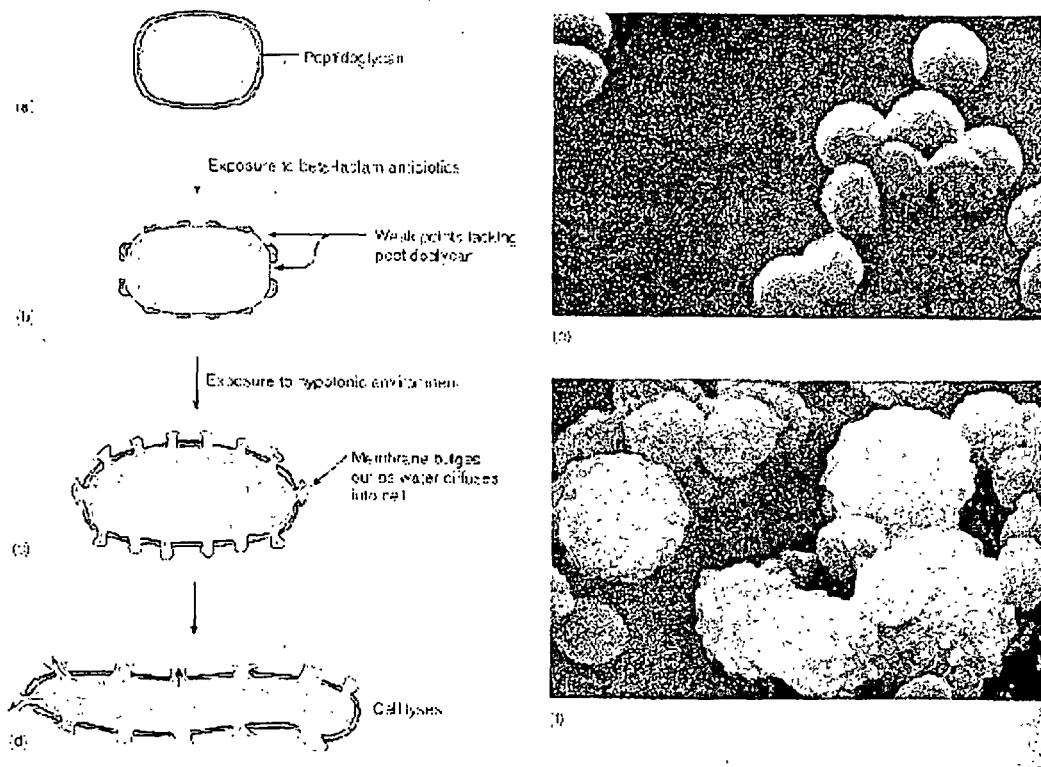 Peptidoglycan
(a)
Exposure to beta-lactam antibiotics
Weak points lacking
peptidoglycan
(b)
Exposure to hypotonic environment
Membrane bulges
out as water diffuses
into cell
(c)
Cell lyses
(d)
(e)
(f)